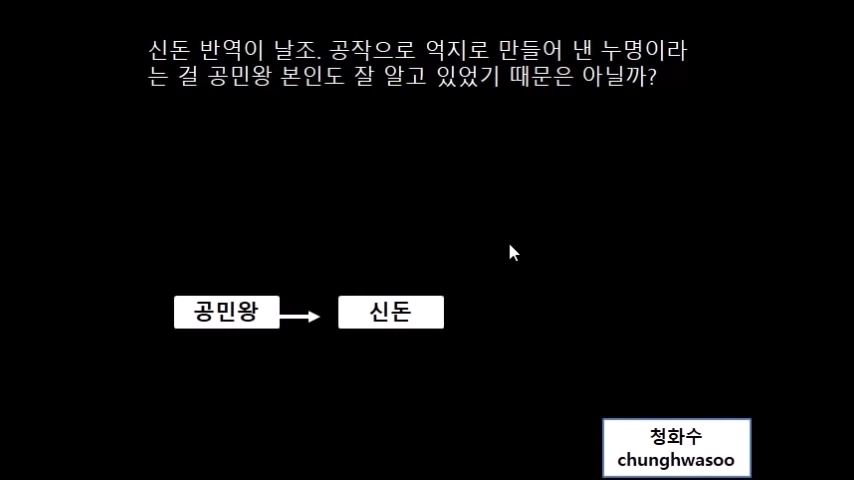 신돈 반역이 날조. 공작으로 억지로 만들어 낸 누명이라
는 걸 공민왕 본인도 잘 알고 있었기 때문은 아닐까?
공민왕
신돈
청화수
chunghwasoo